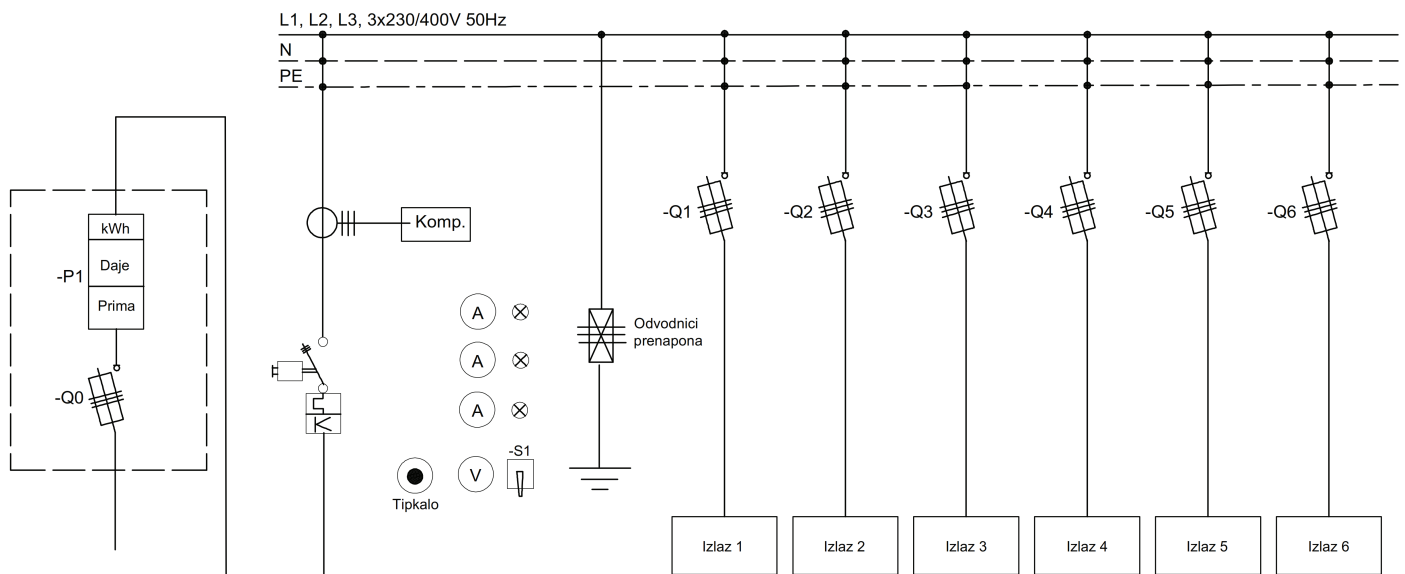 L1, L2, L3, 3x230/400V 50Hz
N
PE
kWh
Daje
-P1
Prima
-Q0
Komp.
A
A
A
V
-S1
Tipkalo
Odvodnici
prenapona
-Q1
-Q2
-Q3
-Q4
-Q5
-Q6
Izlaz 1
Izlaz 2
Izlaz 3
Izlaz 4
Izlaz 5
Izlaz 6